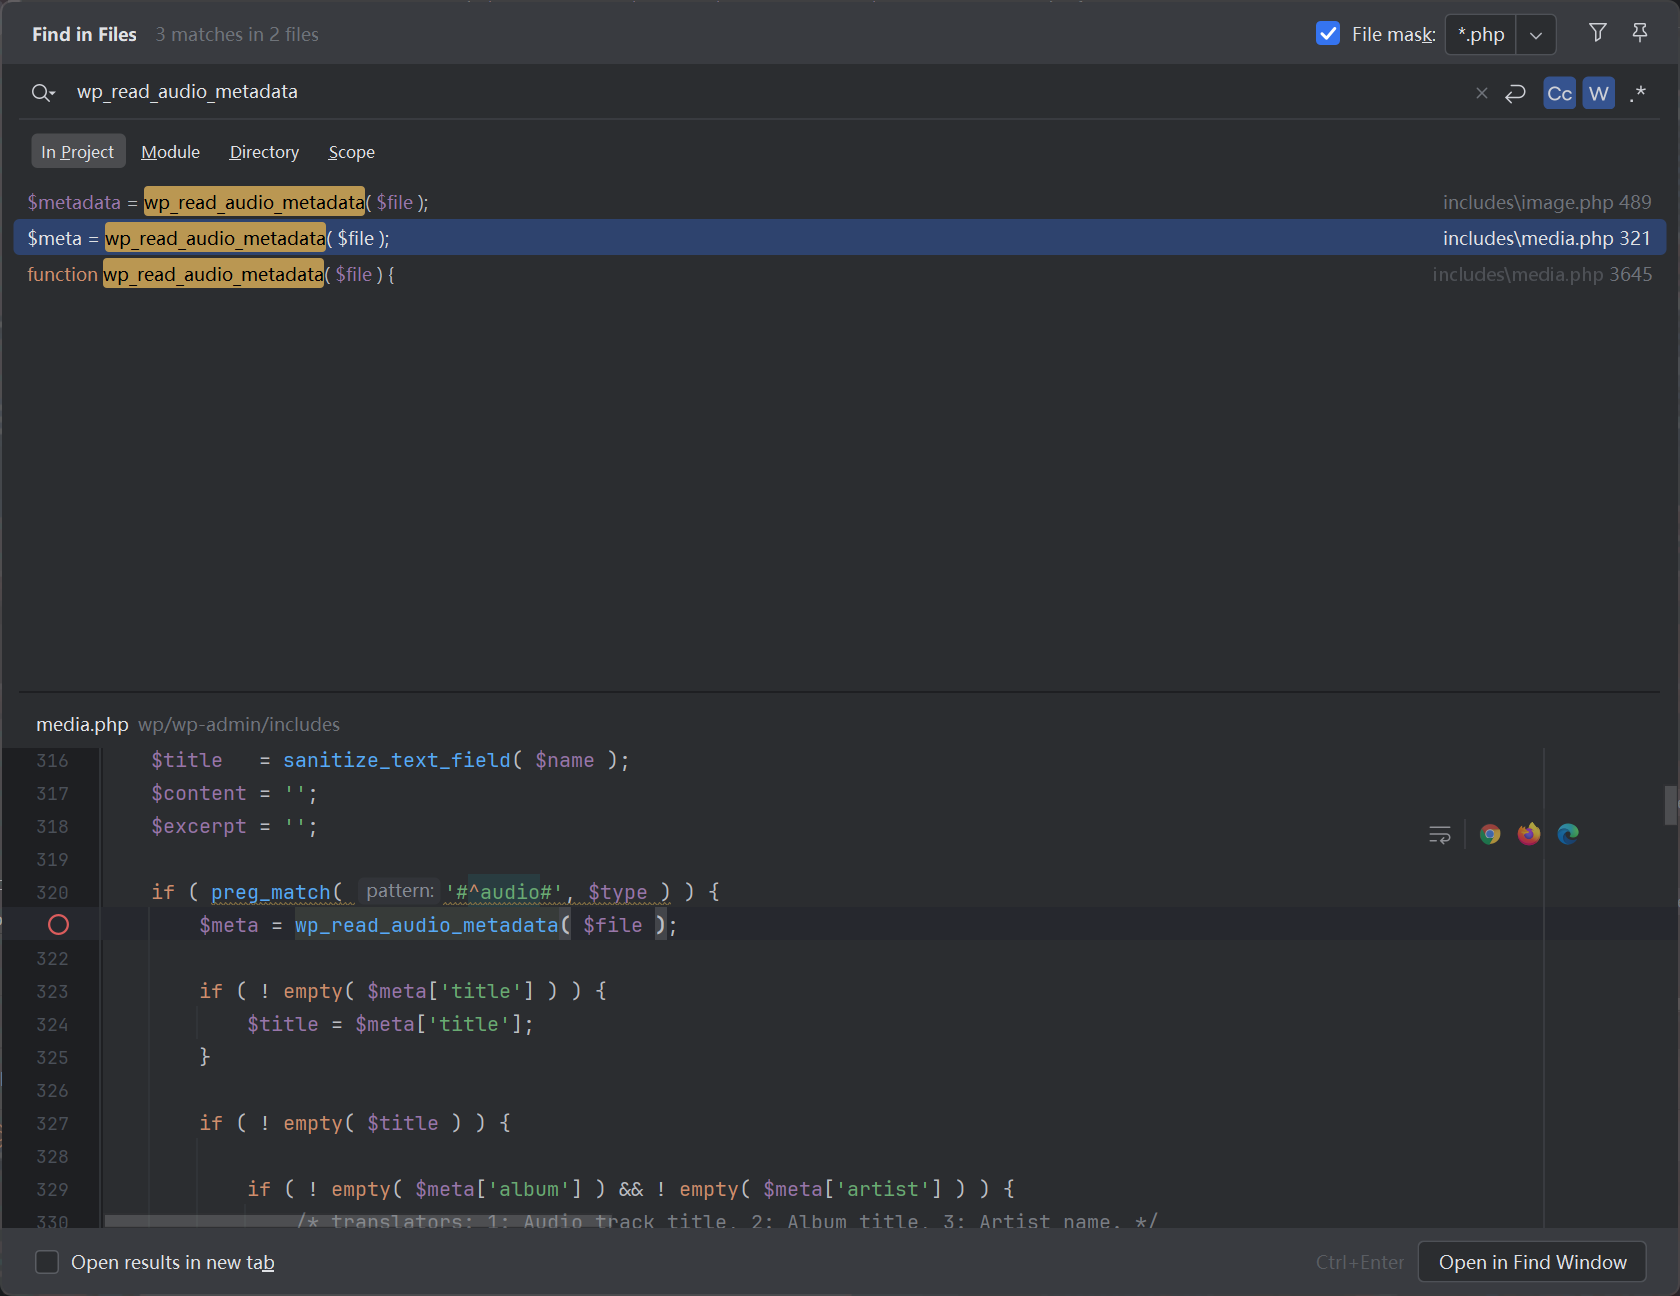 Find in Files 3 matches in 2 files File mask: *.php
wp_read_audio_metadata Cc W .*
In Project Module Directory Scope
$metadata = wp_read_audio_metadata( $file ); includes\image.php 489
$meta = wp_read_audio_metadata( $file ); includes\media.php 321
function wp_read_audio_metadata( $file ) { includes\media.php 3645
media.php wp/wp-admin/includes
316 $title = sanitize_text_field( $name );
317 $content = '';
318 $excerpt = '';
319
320 if ( preg_match( pattern: '#^audio#', $type ) ) {
$meta = wp_read_audio_metadata( $file );
322
323 if ( ! empty( $meta['title'] ) ) {
324 $title = $meta['title'];
325 }
326
327 if ( ! empty( $title ) ) {
328
329 if ( ! empty( $meta['album'] ) && ! empty( $meta['artist'] ) ) {
330 /* translators: 1: Audio track title, 2: Album title, 3: Artist name. */
Open results in new tab Ctrl+Enter Open in Find Window